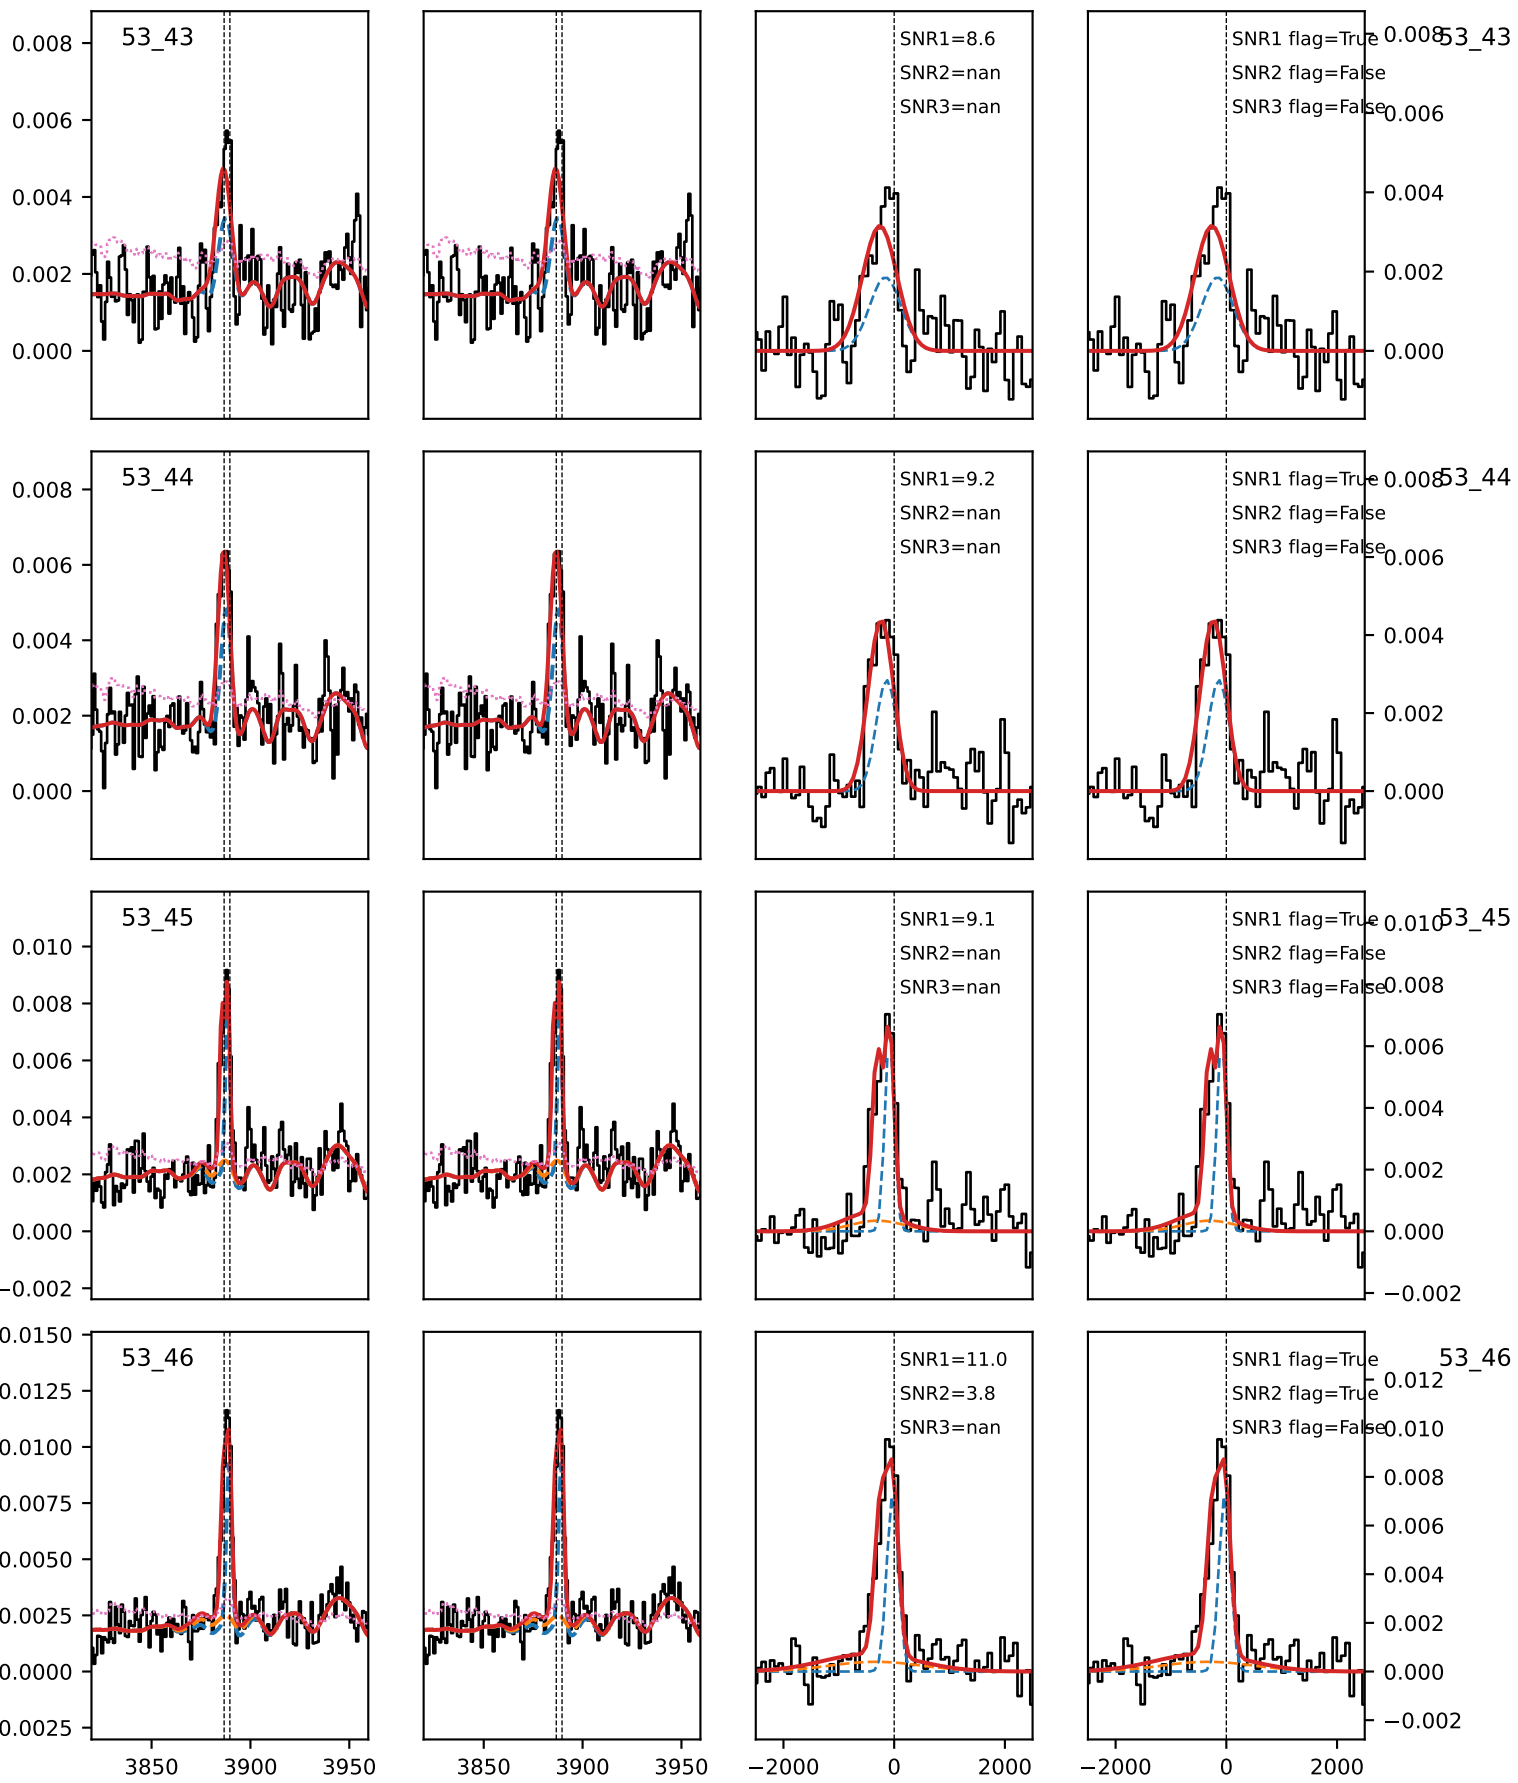 53_43
SNR1=8.6
SNR2=nan
SNR3=nan
SNR1 flag=True
SNR2 flag=False
SNR3 flag=False
53_43
0.008
0.006
0.004
0.002
0.000
0.008
0.006
0.004
0.002
0.000
53_44
SNR1=9.2
SNR2=nan
SNR3=nan
SNR1 flag=True
SNR2 flag=False
SNR3 flag=False
53_44
0.008
0.006
0.004
0.002
0.000
0.008
0.006
0.004
0.002
0.000
53_45
SNR1=9.1
SNR2=nan
SNR3=nan
SNR1 flag=True
SNR2 flag=False
SNR3 flag=False
53_45
0.010
0.008
0.006
0.004
0.002
0.000
−0.002
0.010
0.008
0.006
0.004
0.002
0.000
−0.002
53_46
SNR1=11.0
SNR2=3.8
SNR3=nan
SNR1 flag=True
SNR2 flag=True
SNR3 flag=False
53_46
0.0150
0.0125
0.0100
0.0075
0.0050
0.0025
0.0000
0.0025
0.012
0.010
0.008
0.006
0.004
0.002
0.000
−0.002
3850 3900 3950
3850 3900 3950
−2000 0 2000
−2000 0 2000